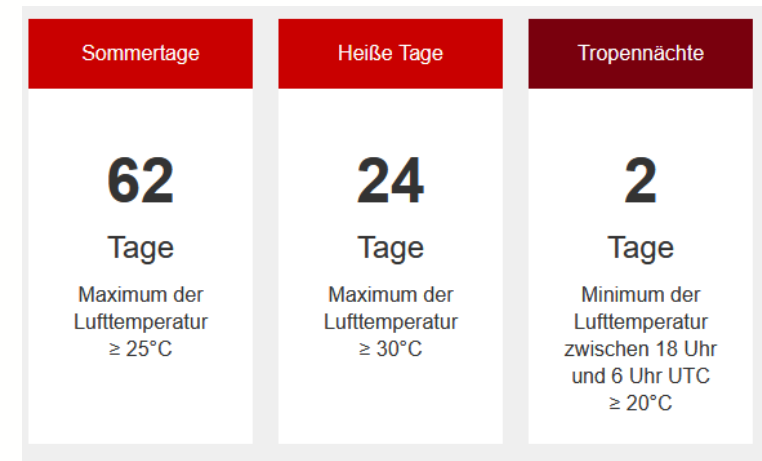 Sommertage
62
Tage
Maximum der
Lufttemperatur
≥ 25°C
Heiße Tage
24
Tage
Maximum der
Lufttemperatur
≥ 30°C
Tropennächte
2
Tage
Minimum der
Lufttemperatur
zwischen 18 Uhr
und 6 Uhr UTC
≥ 20°C